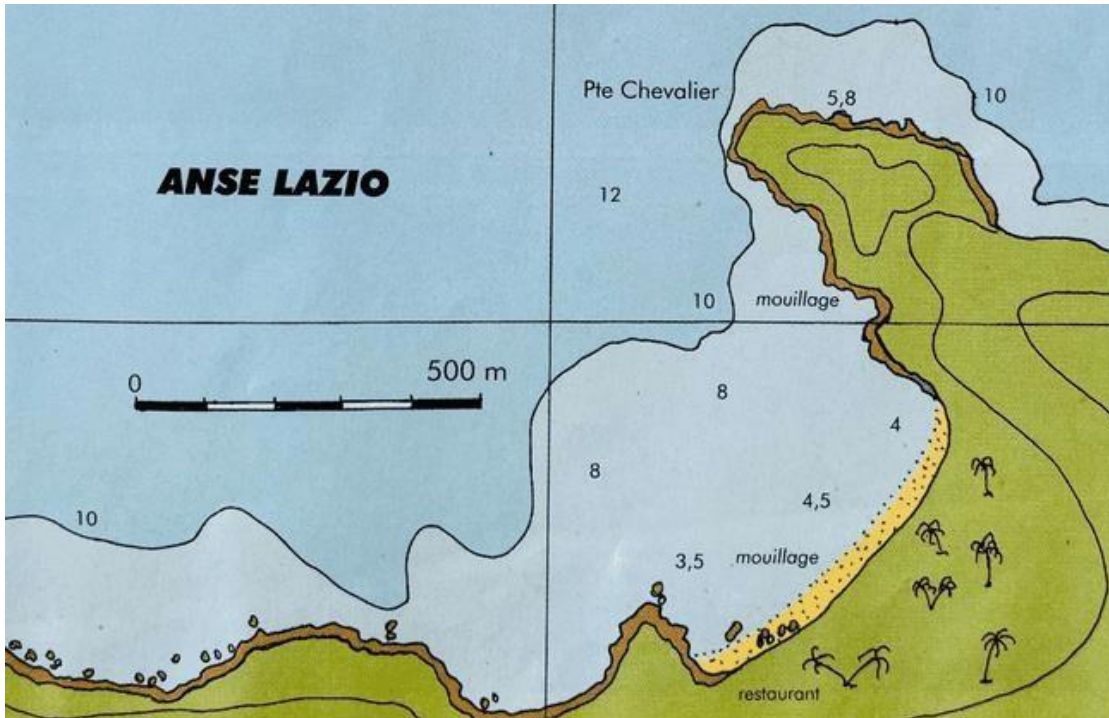 Pte Chevalier
5,8
10
ANSE LAZIO
12
10
mouillage
0
500 m
8
4
8
4,5
10
3,5
mouillage
restaurant